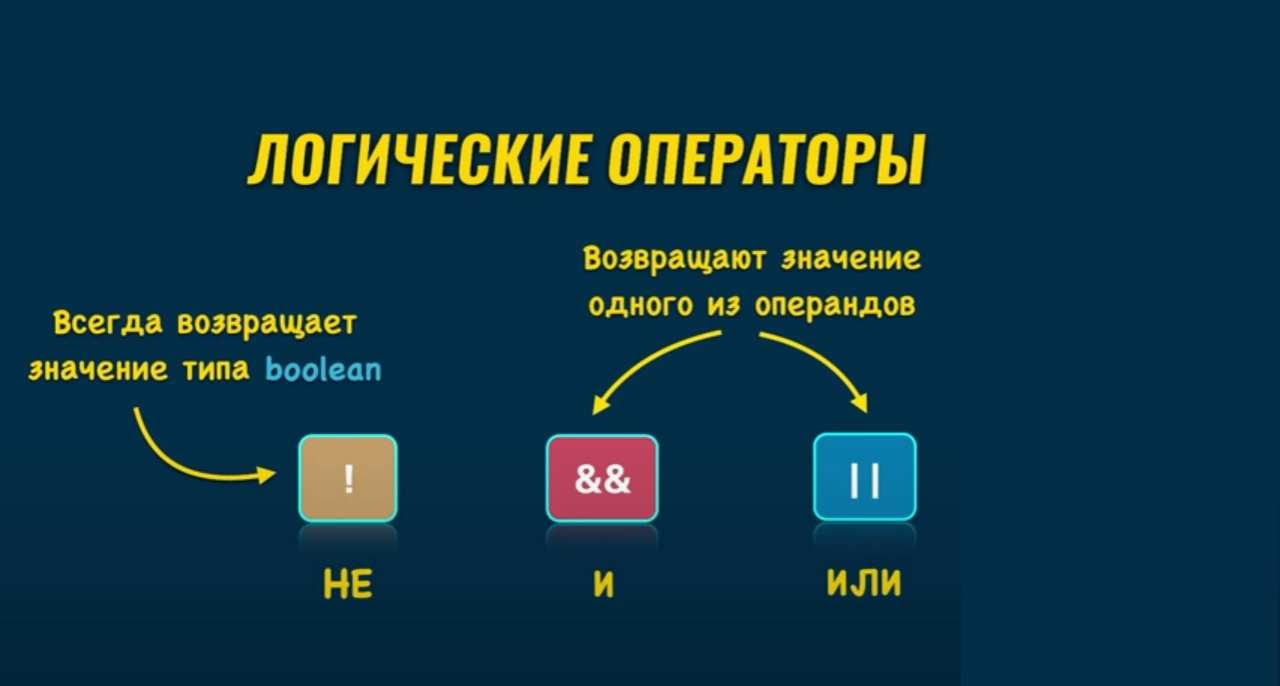 ЛОГИЧЕСКИЕ ОПЕРАТОРЫ
Возвращают значение
одного из операндов
Всегда возвращает
значение типа boolean
!
&&
||
НЕ
И
ИЛИ